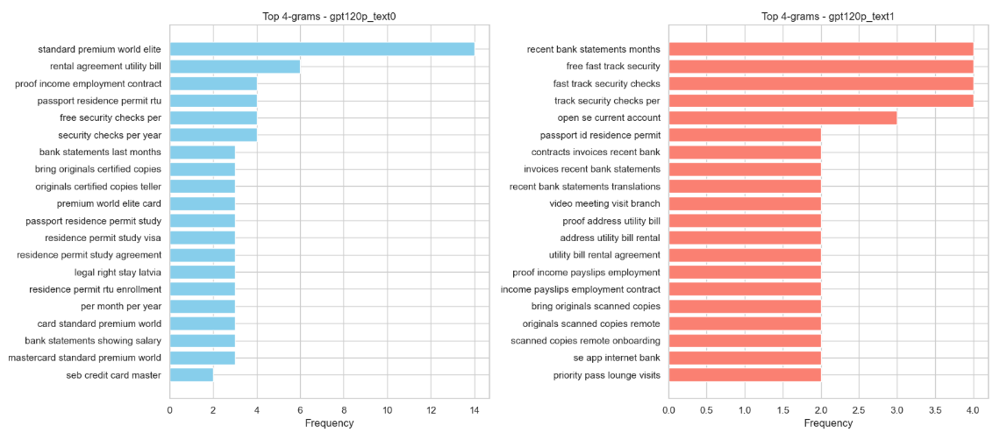 Top 4-grams - gpt120p_text0
standard premium world elite
rental agreement utility bill
proof income employment contract
passport residence permit rtu
free security checks per
security checks per year
bank statements last months
bring originals certified copies
originals certified copies teller
premium world elite card
passport residence permit study
residence permit study visa
residence permit study agreement
legal right stay latvia
residence permit rtu enrollment
per month per year
card standard premium world
bank statements showing salary
mastercard standard premium world
seb credit card master
0 2 4 6 8 10 12 14
Frequency
Top 4-grams - gpt120p_text1
recent bank statements months
free fast track security
fast track security checks
track security checks per
open se current account
passport id residence permit
contracts invoices recent bank
invoices recent bank statements
recent bank statements translations
video meeting visit branch
proof address utility bill
address utility bill rental
utility bill rental agreement
proof income payslips employment
income payslips employment contract
bring originals scanned copies
originals scanned copies remote
scanned copies remote onboarding
se app internet bank
priority pass lounge visits
0.0 0.5 1.0 1.5 2.0 2.5 3.0 3.5 4.0
Frequency